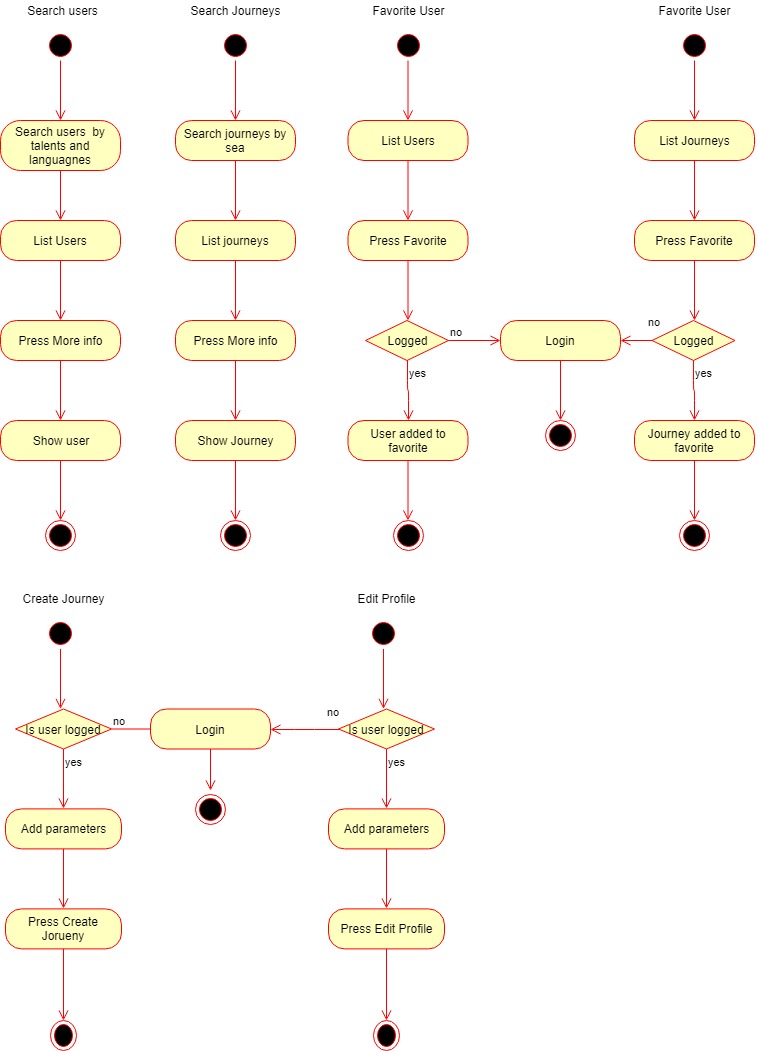 Search users
Search Journeys
Favorite User
Favorite User
Search users  by
talents and
languagnes
Search journeys by
sea
List Users
List Journeys
List Users
List journeys
Press Favorite
Press Favorite
Press More info
Press More info
Logged
no
Login
no
Logged
yes
yes
Show user
Show Journey
User added to
favorite
Journey added to
favorite
Create Journey
Edit Profile
Is user logged
no
Login
no
Is user logged
yes
yes
Add parameters
Add parameters
Press Create
Jorueny
Press Edit Profile